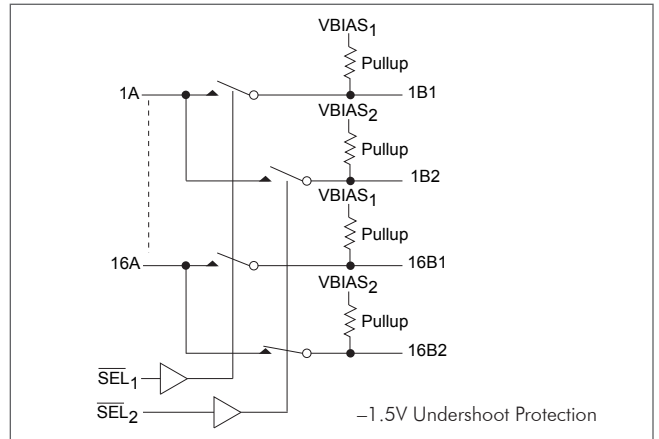 VBIAS1
Pullup
1A
1B1
VBIAS2
Pullup
1B2
VBIAS1
Pullup
16A
16B1
VBIAS2
Pullup
16B2
SEL1
SEL2
–1.5V Undershoot Protection